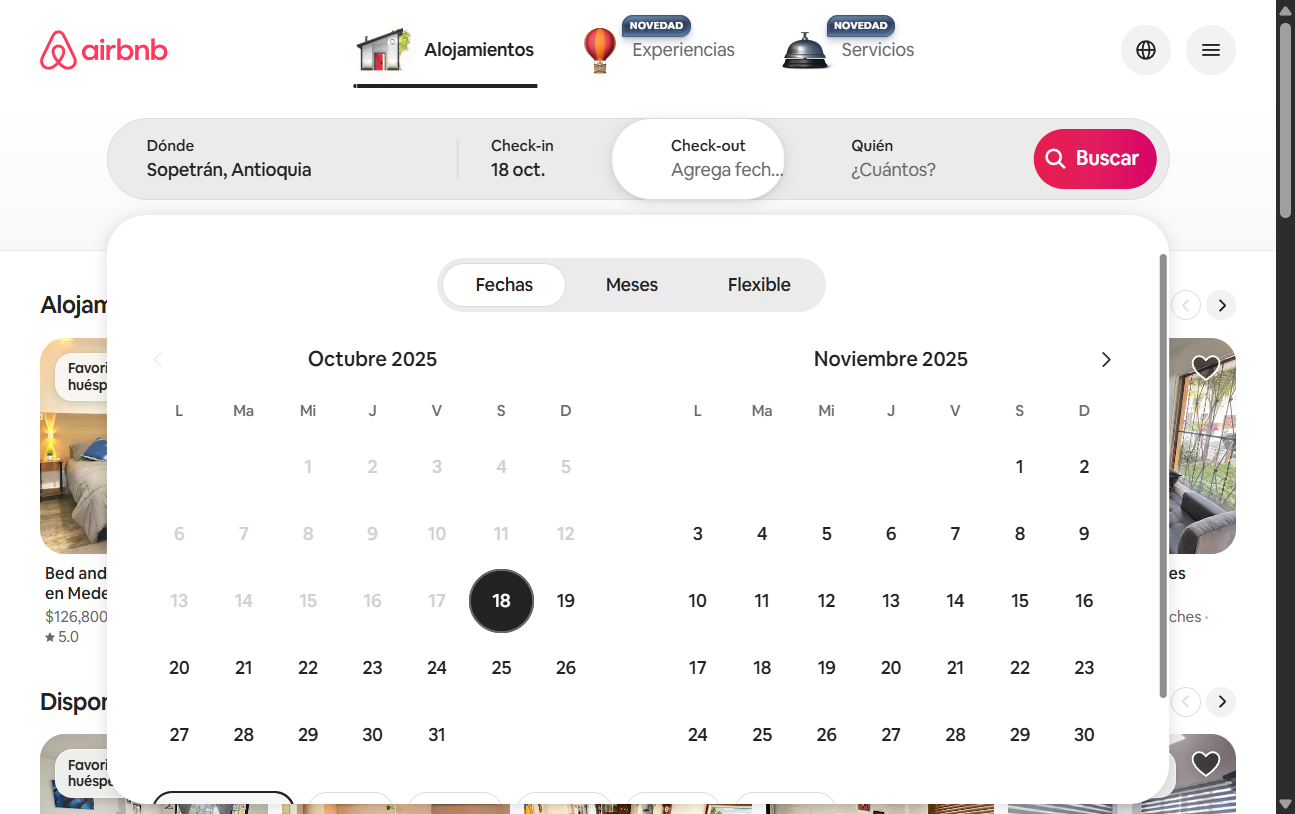 airbnb
Alojamientos
NOVEDAD
Experiencias
NOVEDAD
Servicios
Dónde
Sopetrán, Antioquia
Check-in
18 oct.
Check-out
Agrega fech...
Quién
¿Cuántos?
Buscar
Fechas
Meses
Flexible
Octubre 2025
L Ma Mi J V S D
1 2 3 4 5
6 7 8 9 10 11 12
13 14 15 16 17 18 19
20 21 22 23 24 25 26
27 28 29 30 31
Noviembre 2025
L Ma Mi J V S D
1 2
3 4 5 6 7 8 9
10 11 12 13 14 15 16
17 18 19 20 21 22 23
24 25 26 27 28 29 30
Alojam
Favori
huésp
Bed and
en Mede
$126,800
★ 5.0
es
ches ·
Dispon
Favori
huéspe